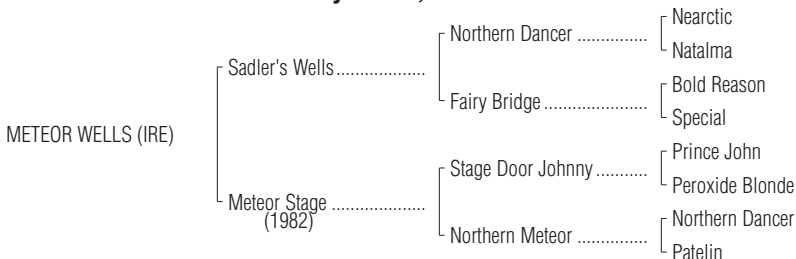 Nearctic
Northern Dancer ...............
Natalma
Sadler's Wells ...................
Bold Reason
Fairy Bridge ......................
Special
METEOR WELLS (IRE)
Prince John
Stage Door Johnny ...........
Peroxide Blonde
Meteor Stage ....................
(1982)
Northern Dancer
Northern Meteor ...............
Patelin